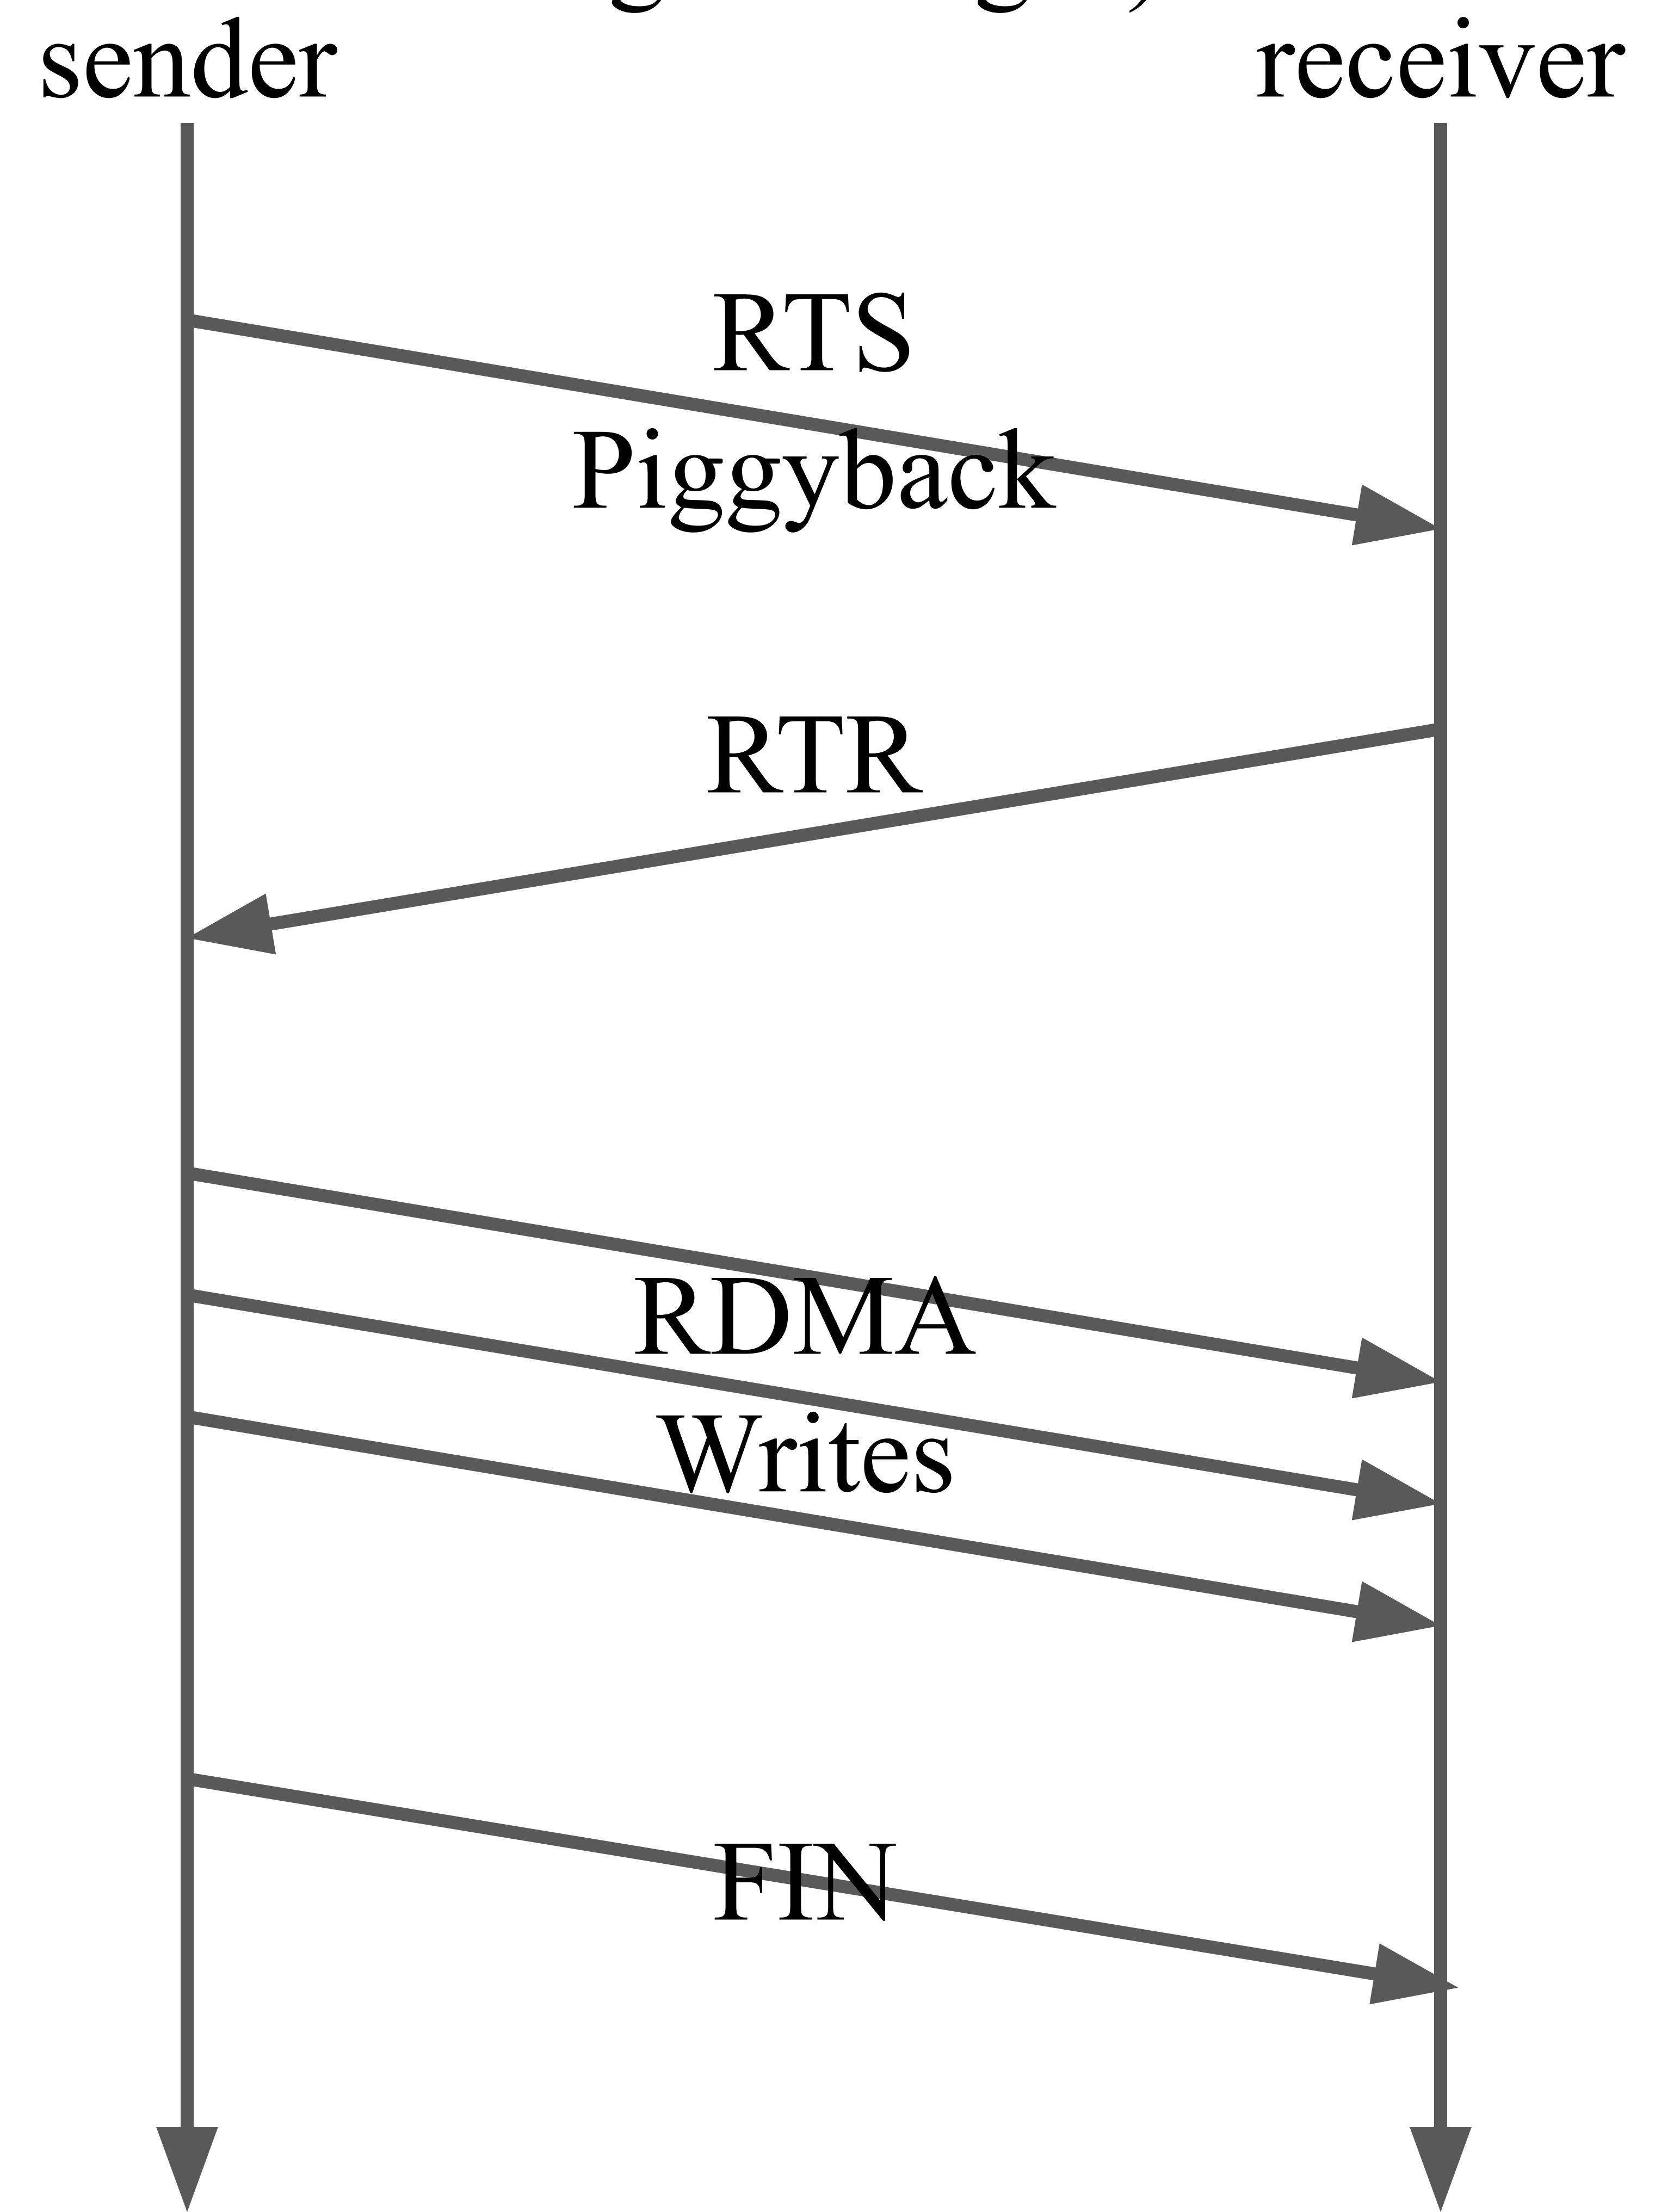 sender
receiver
RTS
Piggyback
RTR
RDMA
Writes
FIN